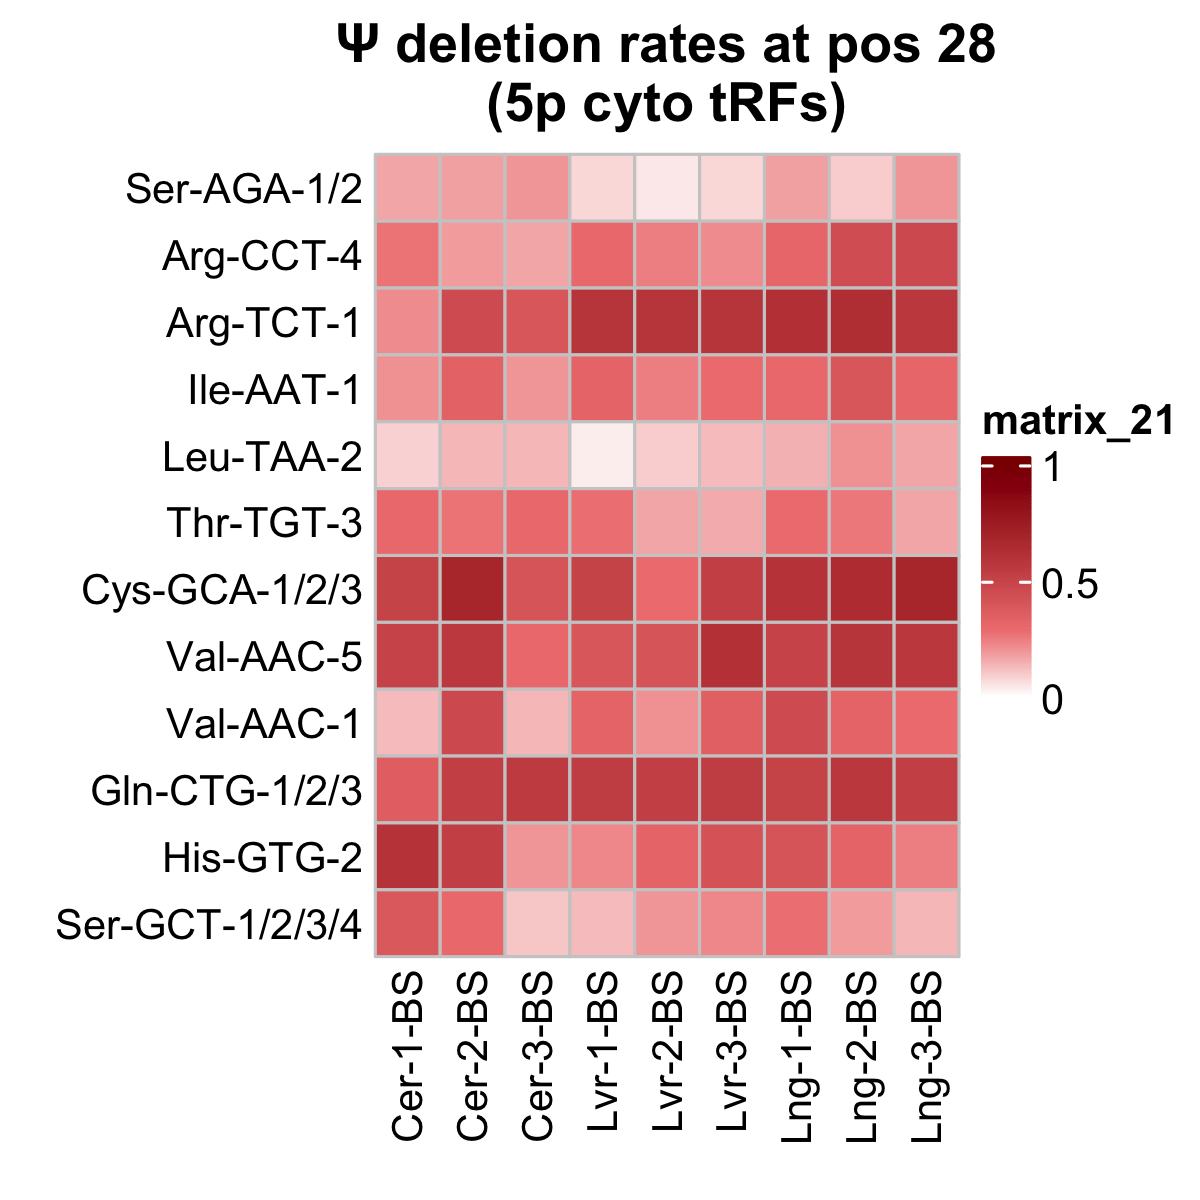 Ψ deletion rates at pos 28
(5p cyto tRFs)
Ser-AGA-1/2
Arg-CCT-4
Arg-TCT-1
Ile-AAT-1
Leu-TAA-2
Thr-TGT-3
Cys-GCA-1/2/3
Val-AAC-5
Val-AAC-1
Gln-CTG-1/2/3
His-GTG-2
Ser-GCT-1/2/3/4
Cer-1-BS
Cer-2-BS
Cer-3-BS
Lvr-1-BS
Lvr-2-BS
Lvr-3-BS
Lng-1-BS
Lng-2-BS
Lng-3-BS
matrix_21
1
0.5
0